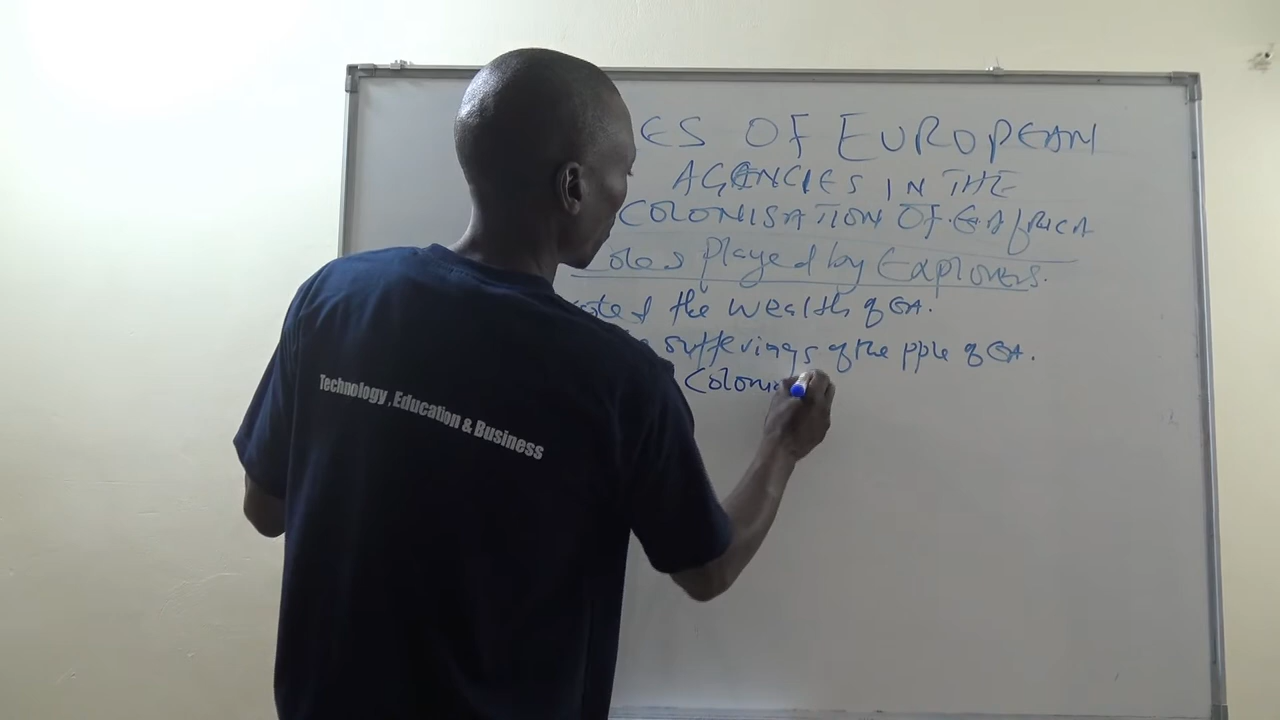 ES OF EUROPEAN
AGENCIES IN THE
COLONISATION OF E. AfRICA
oles played by Explorers.
the wealth of EA.
sufferings of the pple of EA.
Coloni
Technology , Education & Business